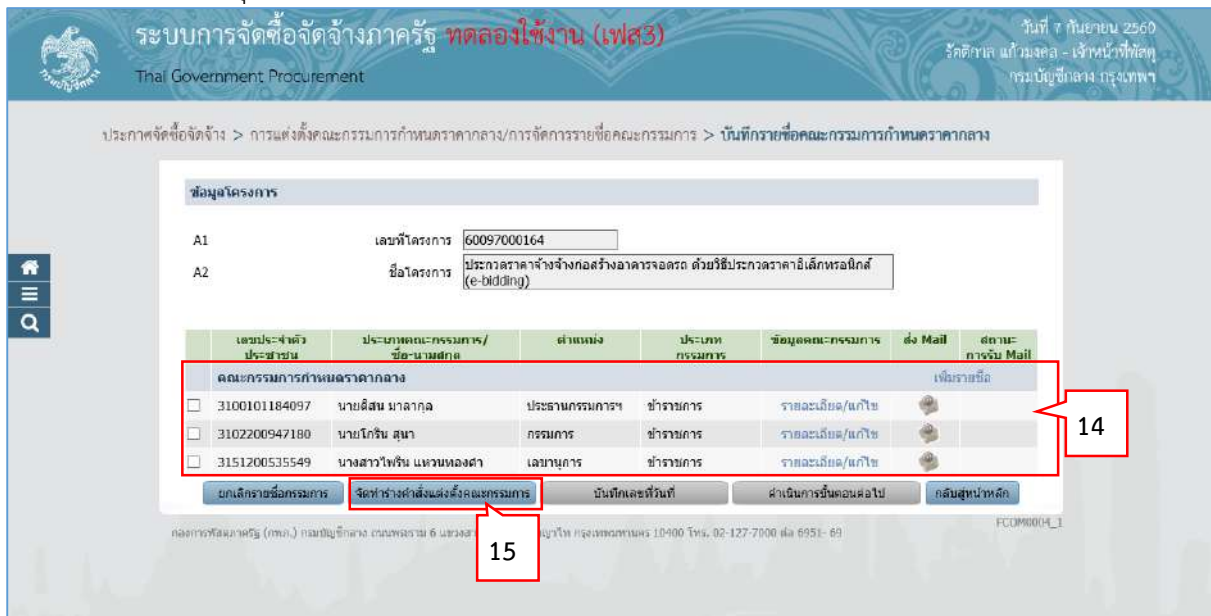 ระบบการจัดซื้อจัดจ้างภาครัฐ ทดลองใช้งาน (เฟส3)
Thai Government Procurement
วันที่ 7 กันยายน 2560
รัตติกาล แก้วมงคล - เจ้าหน้าที่พัสดุ
กรมบัญชีกลาง กรุงเทพฯ
ประกาศจัดซื้อจัดจ้าง > การแต่งตั้งคณะกรรมการกำหนดราคากลาง/การจัดการรายชื่อคณะกรรมการ > บันทึกรายชื่อคณะกรรมการกำหนดราคากลาง
ข้อมูลโครงการ
A1 เลขที่โครงการ 60097000164
A2 ชื่อโครงการ ประกวดราคาจ้างจ้างก่อสร้างอาคารจอดรถ ด้วยวิธีประกวดราคาอิเล็กทรอนิกส์
(e-bidding)
เลขประจำตัว ประเภทคณะกรรมการ/ ตำแหน่ง ประเภท ข้อมูลคณะกรรมการ ส่ง Mail สถานะ
ประชาชน ชื่อ-นามสกุล กรรมการ การรับ Mail
คณะกรรมการกำหนดราคากลาง เพิ่มรายชื่อ
3100101184097 นายดิสน มาลากุล ประธานกรรมการฯ ข้าราชการ รายละเอียด/แก้ไข
14
3102200947180 นายโกริน สุนา กรรมการ ข้าราชการ รายละเอียด/แก้ไข
3151200535549 นางสาวไพริน แหวนทองคำ เลขานุการ ข้าราชการ รายละเอียด/แก้ไข
ยกเลิกรายชื่อกรรมการ จัดทำร่างคำสั่งแต่งตั้งคณะกรรมการ บันทึกเลขที่วันที่ ดำเนินการขั้นตอนต่อไป กลับสู่หน้าหลัก
FCOM0004_1
กองการพัสดุภาครัฐ (กพภ.) กรมบัญชีกลาง ถนนพระราม 6 กรุงเทพมหานคร 10400 โทร. 02-127-7000 ต่อ 6951- 69
15